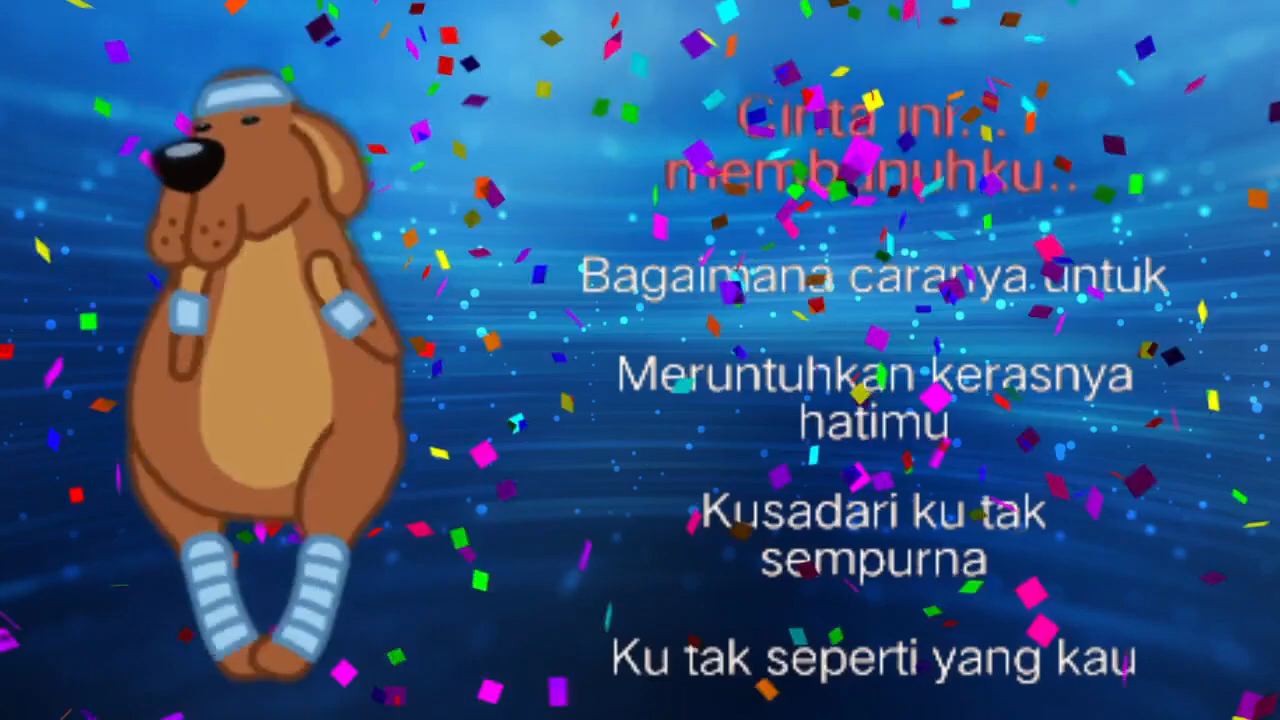 Cinta ini...
membunuhku..
Bagaimana caranya untuk
Meruntuhkan kerasnya
hatimu
Kusadari ku tak
sempurna
Ku tak seperti yang kau